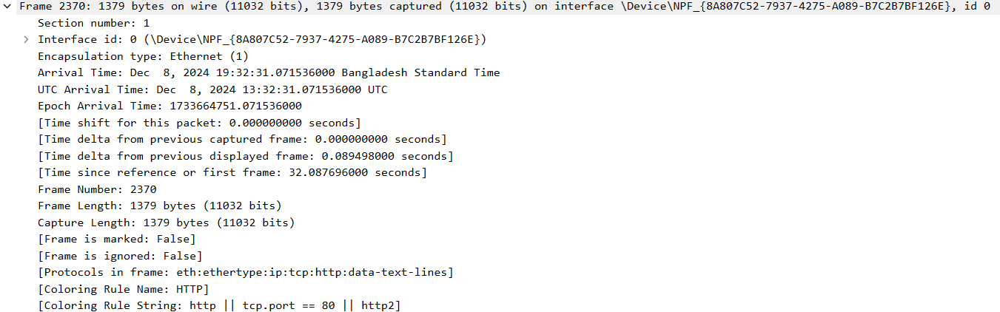 Frame 2370: 1379 bytes on wire (11032 bits), 1379 bytes captured (11032 bits) on interface \Device\NPF_{8A807C52-7937-4275-A089-B7C2B7BF126E}, id 0
Section number: 1
Interface id: 0 (\Device\NPF_{8A807C52-7937-4275-A089-B7C2B7BF126E})
Encapsulation type: Ethernet (1)
Arrival Time: Dec  8, 2024 19:32:31.071536000 Bangladesh Standard Time
UTC Arrival Time: Dec  8, 2024 13:32:31.071536000 UTC
Epoch Arrival Time: 1733664751.071536000
[Time shift for this packet: 0.000000000 seconds]
[Time delta from previous captured frame: 0.000000000 seconds]
[Time delta from previous displayed frame: 0.089498000 seconds]
[Time since reference or first frame: 32.087696000 seconds]
Frame Number: 2370
Frame Length: 1379 bytes (11032 bits)
Capture Length: 1379 bytes (11032 bits)
[Frame is marked: False]
[Frame is ignored: False]
[Protocols in frame: eth:ethertype:ip:tcp:http:data-text-lines]
[Coloring Rule Name: HTTP]
[Coloring Rule String: http || tcp.port == 80 || http2]